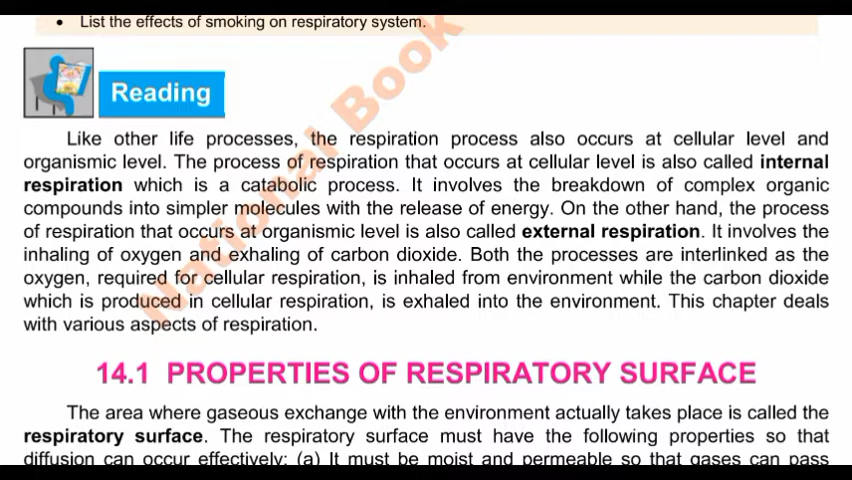 • List the effects of smoking on respiratory system.
Reading
Like other life processes, the respiration process also occurs at cellular level and
organismic level. The process of respiration that occurs at cellular level is also called internal
respiration which is a catabolic process. It involves the breakdown of complex organic
compounds into simpler molecules with the release of energy. On the other hand, the process
of respiration that occurs at organismic level is also called external respiration. It involves the
inhaling of oxygen and exhaling of carbon dioxide. Both the processes are interlinked as the
oxygen, required for cellular respiration, is inhaled from environment while the carbon dioxide
which is produced in cellular respiration, is exhaled into the environment. This chapter deals
with various aspects of respiration.
14.1 PROPERTIES OF RESPIRATORY SURFACE
The area where gaseous exchange with the environment actually takes place is called the
respiratory surface. The respiratory surface must have the following properties so that
diffusion can occur effectively: (a) It must be moist and permeable so that gases can pass
National Book